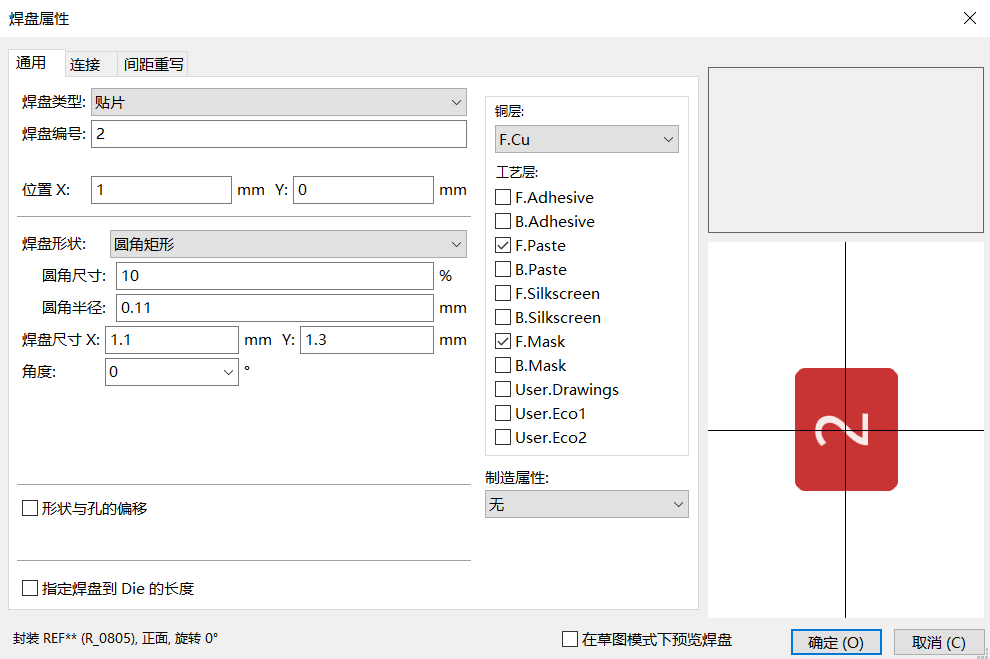 焊盘属性
通用 连接 间距重写
焊盘类型: 贴片
焊盘编号: 2
位置 X: 1 mm Y: 0 mm
焊盘形状: 圆角矩形
圆角尺寸: 10 %
圆角半径: 0.11 mm
焊盘尺寸 X: 1.1 mm Y: 1.3 mm
角度: 0 °
形状与孔的偏移
指定焊盘到 Die 的长度
铜层:
F.Cu
工艺层:
F.Adhesive
B.Adhesive
F.Paste
B.Paste
F.Silkscreen
B.Silkscreen
F.Mask
B.Mask
User.Drawings
User.Eco1
User.Eco2
制造属性:
无
2
封装 REF** (R_0805), 正面, 旋转 0°
在草图模式下预览焊盘
确定 (O) 取消 (C)